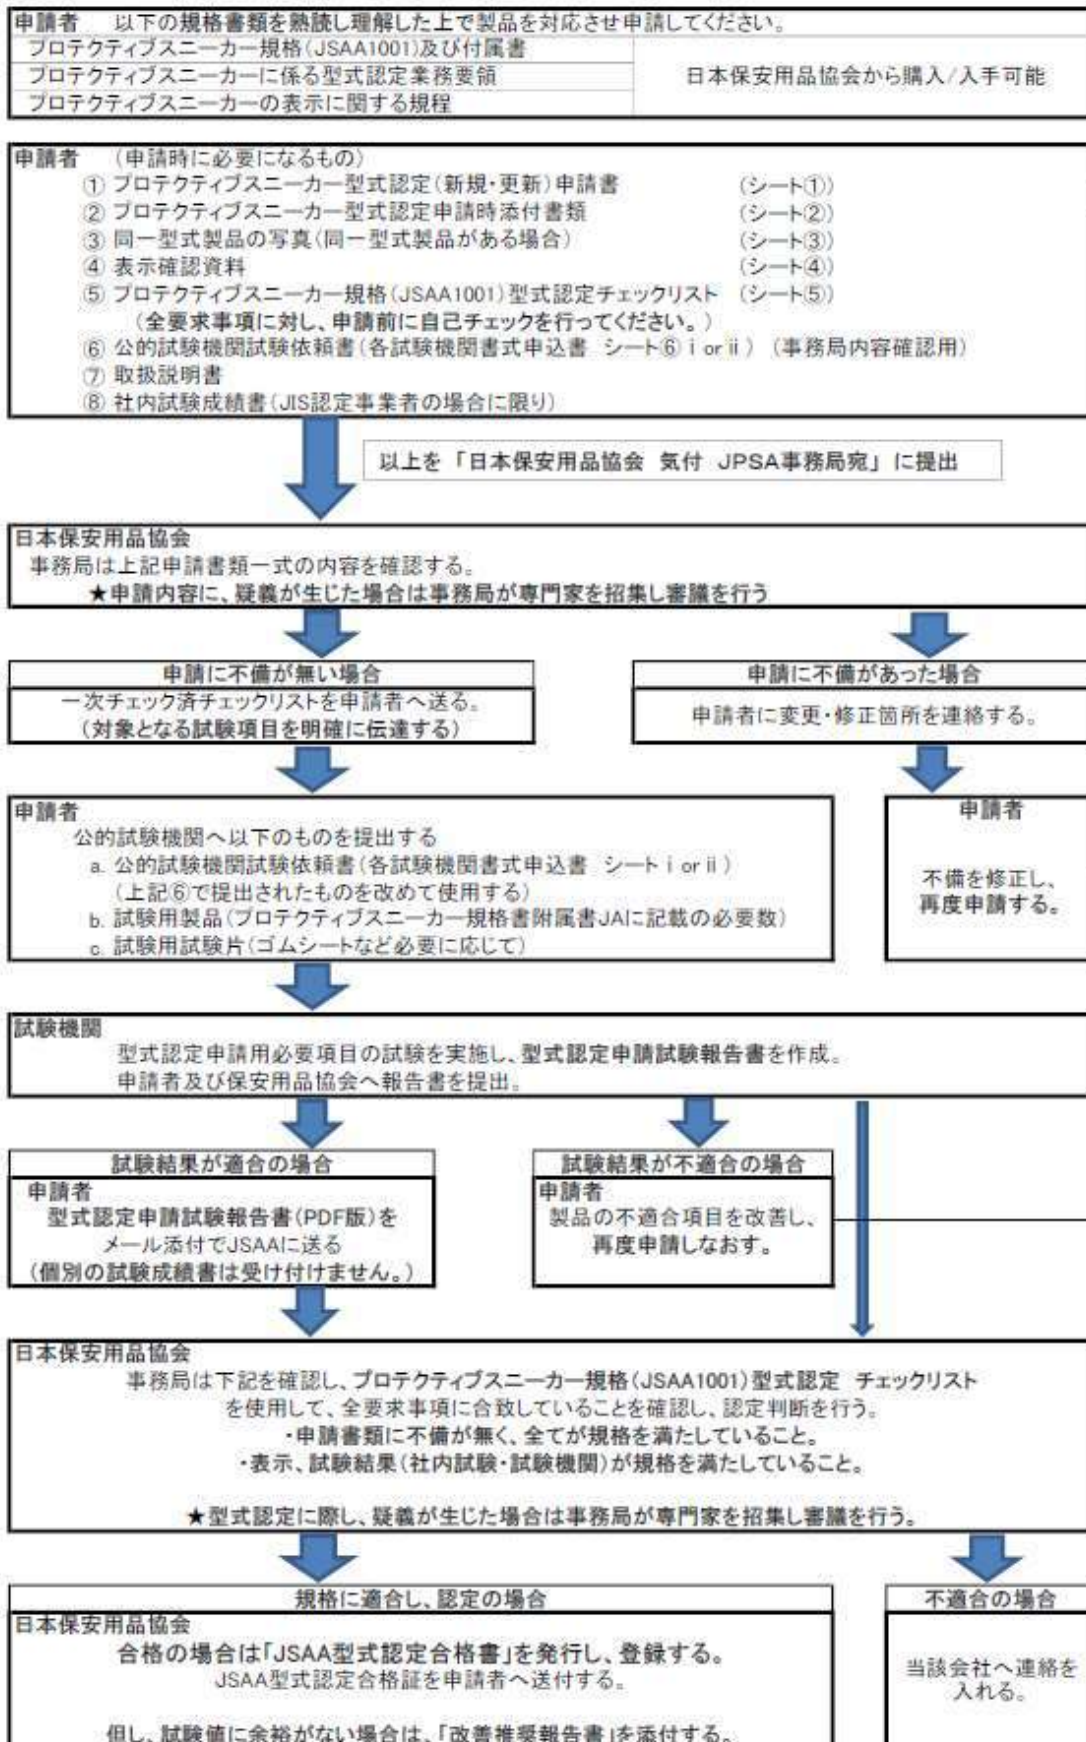 申請者　以下の規格書類を熟読し理解した上で製品を対応させ申請してください。
プロテクティブスニーカー規格(JSAA1001)及び付属書
プロテクティブスニーカーに係る型式認定業務要領
プロテクティブスニーカーの表示に関する規程
日本保安用品協会から購入/入手可能
申請者　(申請時に必要になるもの)
① プロテクティブスニーカー型式認定(新規・更新)申請書　(シート①)
② プロテクティブスニーカー型式認定申請時添付書類　(シート②)
③ 同一型式製品の写真(同一型式製品がある場合)　(シート③)
④ 表示確認資料　(シート④)
⑤ プロテクティブスニーカー規格(JSAA1001)型式認定チェックリスト　(シート⑤)
(全要求事項に対し、申請前に自己チェックを行ってください。)
⑥ 公的試験機関試験依頼書(各試験機関書式申込書　シート⑥ⅰorⅱ)　(事務局内容確認用)
⑦ 取扱説明書
⑧ 社内試験成績書(JIS認定事業者の場合に限り)
以上を「日本保安用品協会　気付　JPSA事務局宛」に提出
日本保安用品協会
事務局は上記申請書類一式の内容を確認する。
★申請内容に、疑義が生じた場合は事務局が専門家を招集し審議を行う
申請に不備が無い場合
一次チェック済チェックリストを申請者へ送る。
(対象となる試験項目を明確に伝達する)
申請に不備があった場合
申請者に変更・修正箇所を連絡する。
申請者
公的試験機関へ以下のものを提出する
a. 公的試験機関試験依頼書(各試験機関書式申込書　シートⅰorⅱ)
(上記⑥で提出されたものを改めて使用する)
b. 試験用製品(プロテクティブスニーカー規格書附属書JAに記載の必要数)
c. 試験用試験片(ゴムシートなど必要に応じて)
申請者
不備を修正し、
再度申請する。
試験機関
型式認定申請用必要項目の試験を実施し、型式認定申請試験報告書を作成。
申請者及び保安用品協会へ報告書を提出。
試験結果が適合の場合
申請者
型式認定申請試験報告書(PDF版)を
メール添付でJSAAに送る
(個別の試験成績書は受け付けません。)
試験結果が不適合の場合
申請者
製品の不適合項目を改善し、
再度申請しなおす。
日本保安用品協会
事務局は下記を確認し、プロテクティブスニーカー規格(JSAA1001)型式認定　チェックリスト
を使用して、全要求事項に合致していることを確認し、認定判断を行う。
・申請書類に不備が無く、全てが規格を満たしていること。
・表示、試験結果(社内試験・試験機関)が規格を満たしていること。
★型式認定に際し、疑義が生じた場合は事務局が専門家を招集し審議を行う。
規格に適合し、認定の場合
日本保安用品協会
合格の場合は「JSAA型式認定合格書」を発行し、登録する。
JSAA型式認定合格証を申請者へ送付する。
但し、試験値に余裕がない場合は、「改善推奨報告書」を添付する。
不適合の場合
当該会社へ連絡を
入れる。